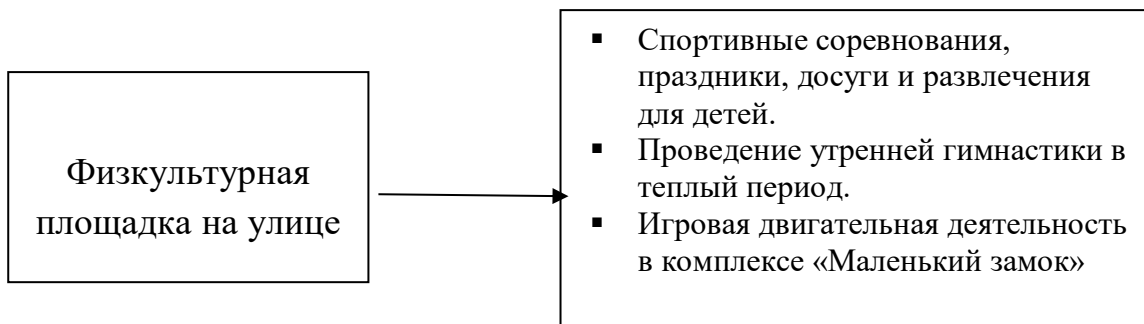 Физкультурная
площадка на улице
▪ Спортивные соревнования,
праздники, досуги и развлечения
для детей.
▪ Проведение утренней гимнастики в
теплый период.
▪ Игровая двигательная деятельность
в комплексе «Маленький замок»